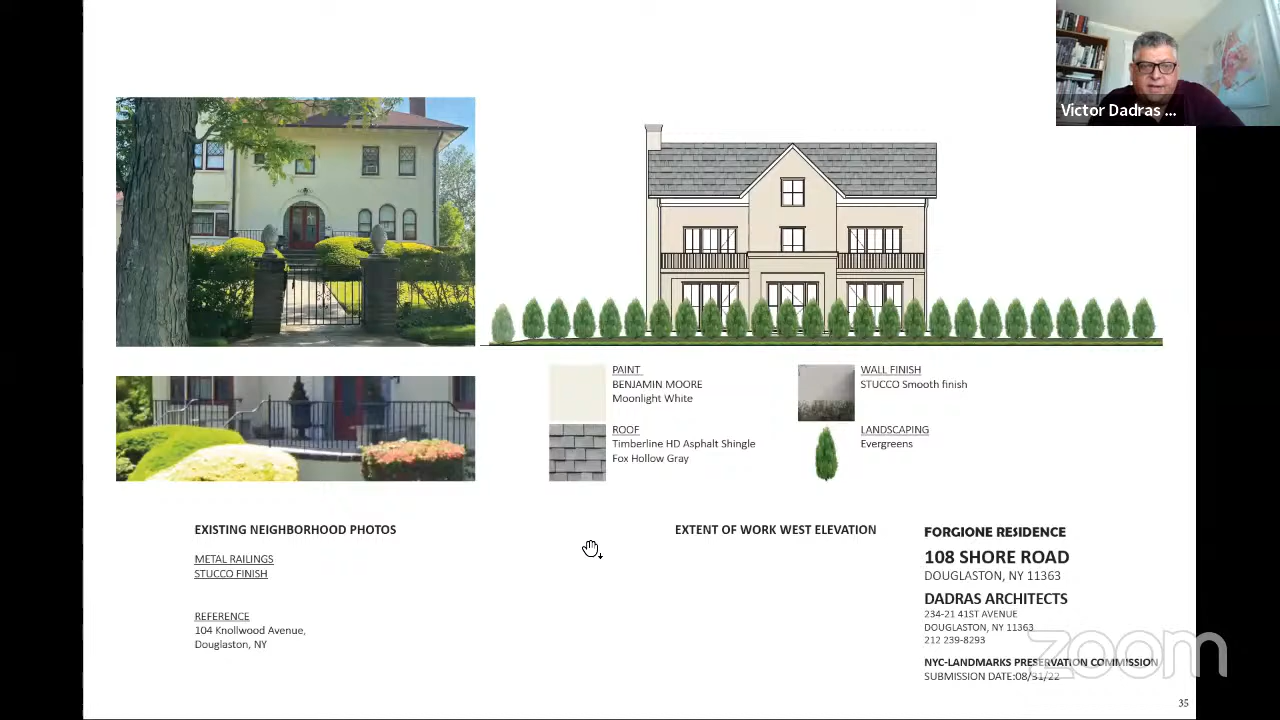 Victor Dadras ...
PAINT
BENJAMIN MOORE
Moonlight White
WALL FINISH
STUCCO Smooth finish
ROOF
Timberline HD Asphalt Shingle
Fox Hollow Gray
LANDSCAPING
Evergreens
EXISTING NEIGHBORHOOD PHOTOS
METAL RAILINGS
STUCCO FINISH
REFERENCE
104 Knollwood Avenue,
Douglaston, NY
EXTENT OF WORK WEST ELEVATION
FORGIONE RESIDENCE
108 SHORE ROAD
DOUGLASTON, NY 11363
DADRAS ARCHITECTS
234-21 41ST AVENUE
DOUGLASTON, NY 11363
212 239-8293
NYC-LANDMARKS PRESERVATION COMMISSION
SUBMISSION DATE:08/31/22
zoom
35